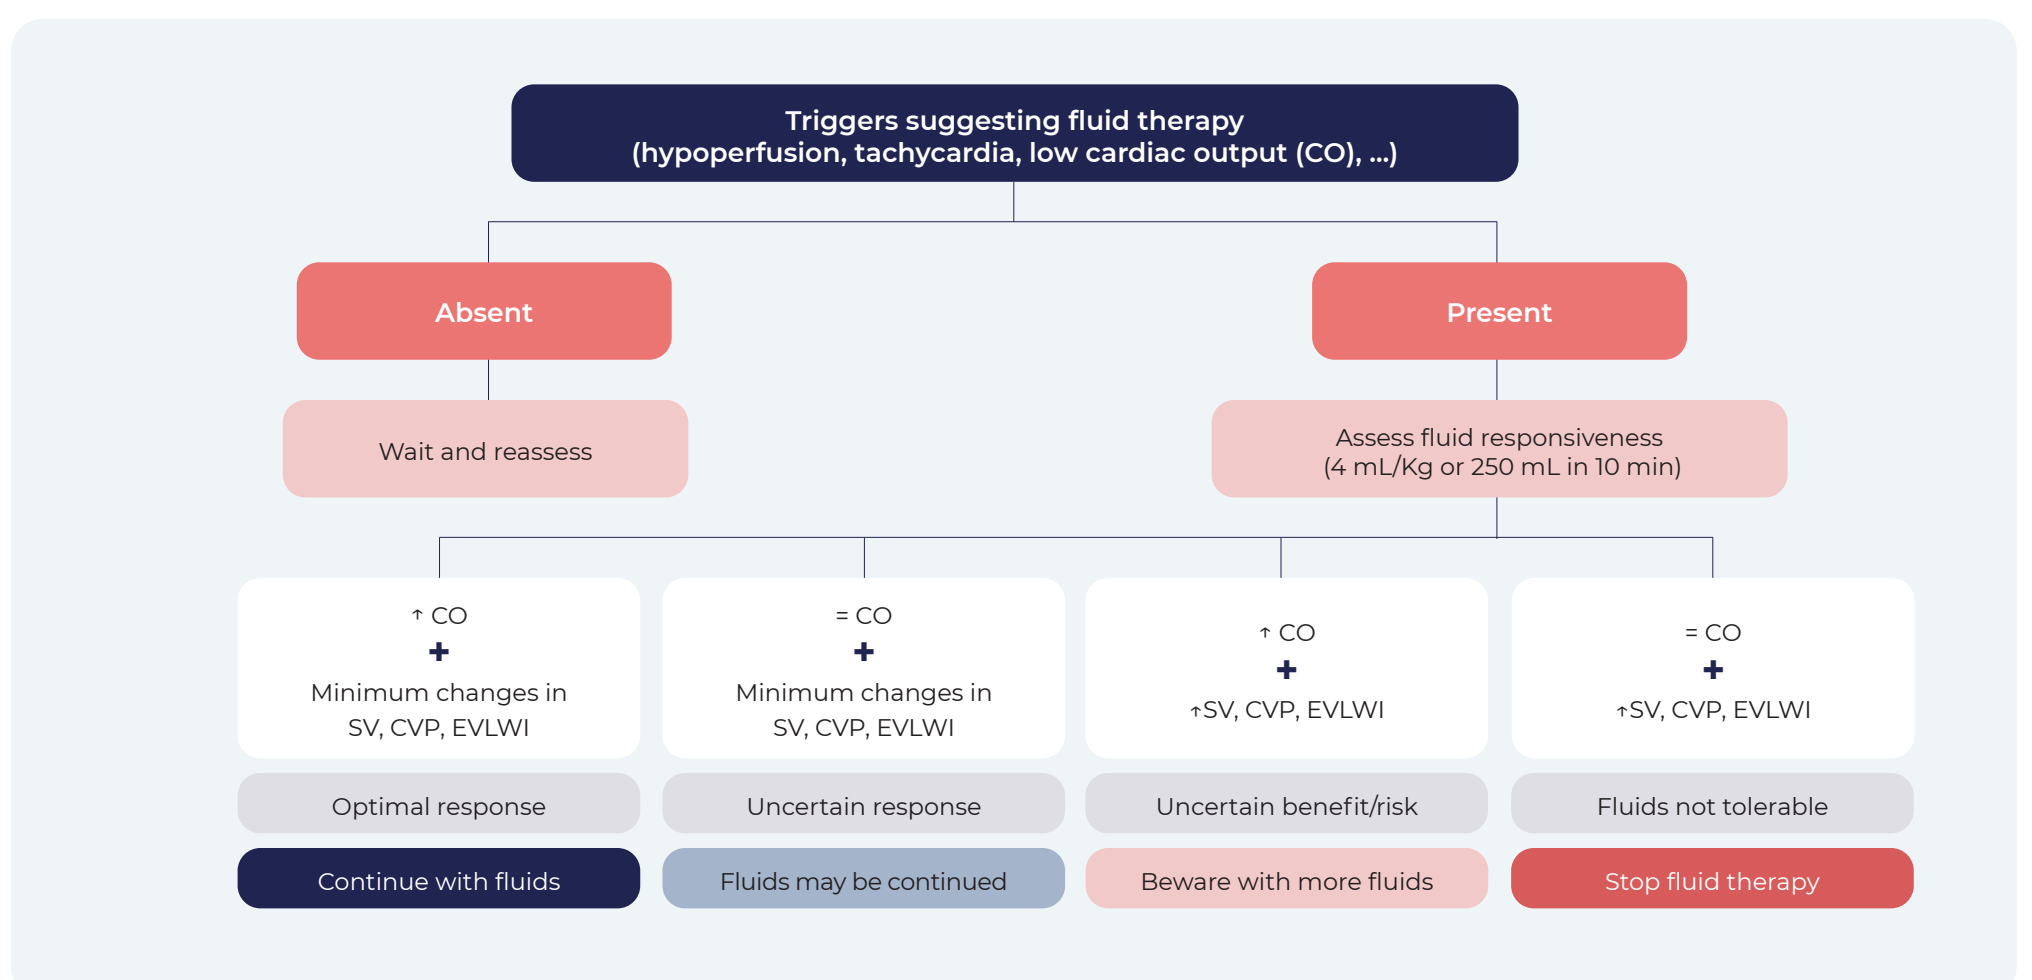 Triggers suggesting fluid therapy
(hypoperfusion, tachycardia, low cardiac output (CO), ...)
Absent
Present
Wait and reassess
Assess fluid responsiveness
(4 mL/Kg or 250 mL in 10 min)
↑ CO
+
Minimum changes in
SV, CVP, EVLWI
Optimal response
Continue with fluids
= CO
+
Minimum changes in
SV, CVP, EVLWI
Uncertain response
Fluids may be continued
↑ CO
+
↑SV, CVP, EVLWI
Uncertain benefit/risk
Beware with more fluids
= CO
+
↑SV, CVP, EVLWI
Fluids not tolerable
Stop fluid therapy